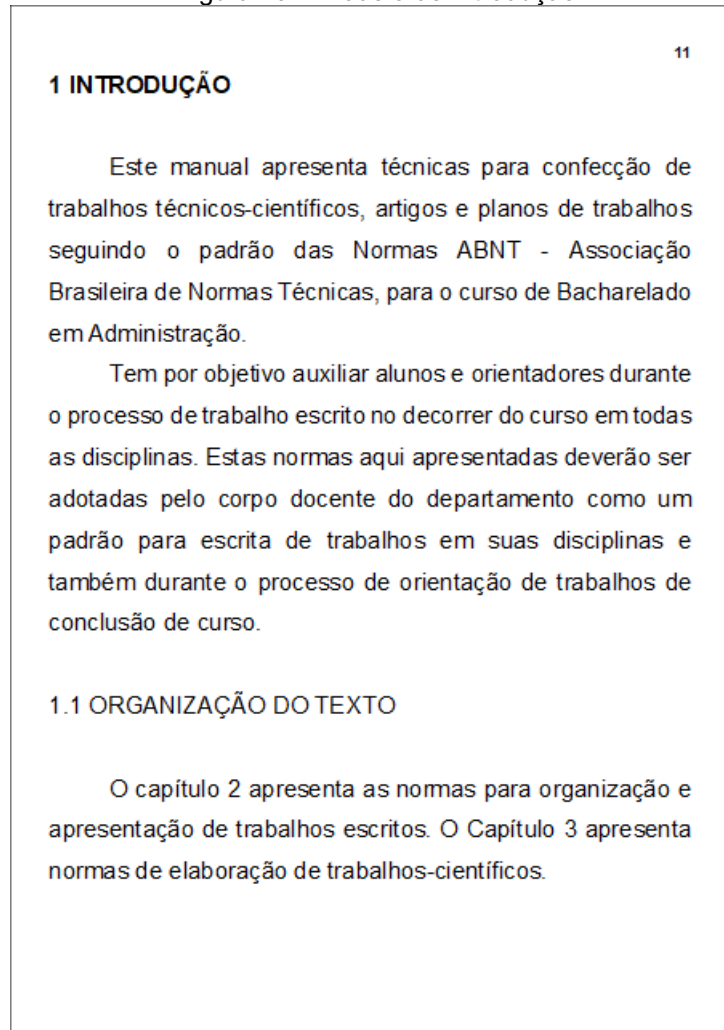 11
1 INTRODUÇÃO
Este manual apresenta técnicas para confecção de
trabalhos técnicos-científicos, artigos e planos de trabalhos
seguindo o padrão das Normas ABNT - Associação
Brasileira de Normas Técnicas, para o curso de Bacharelado
em Administração.
Tem por objetivo auxiliar alunos e orientadores durante
o processo de trabalho escrito no decorrer do curso em todas
as disciplinas. Estas normas aqui apresentadas deverão ser
adotadas pelo corpo docente do departamento como um
padrão para escrita de trabalhos em suas disciplinas e
também durante o processo de orientação de trabalhos de
conclusão de curso.
1.1 ORGANIZAÇÃO DO TEXTO
O capítulo 2 apresenta as normas para organização e
apresentação de trabalhos escritos. O Capítulo 3 apresenta
normas de elaboração de trabalhos-científicos.